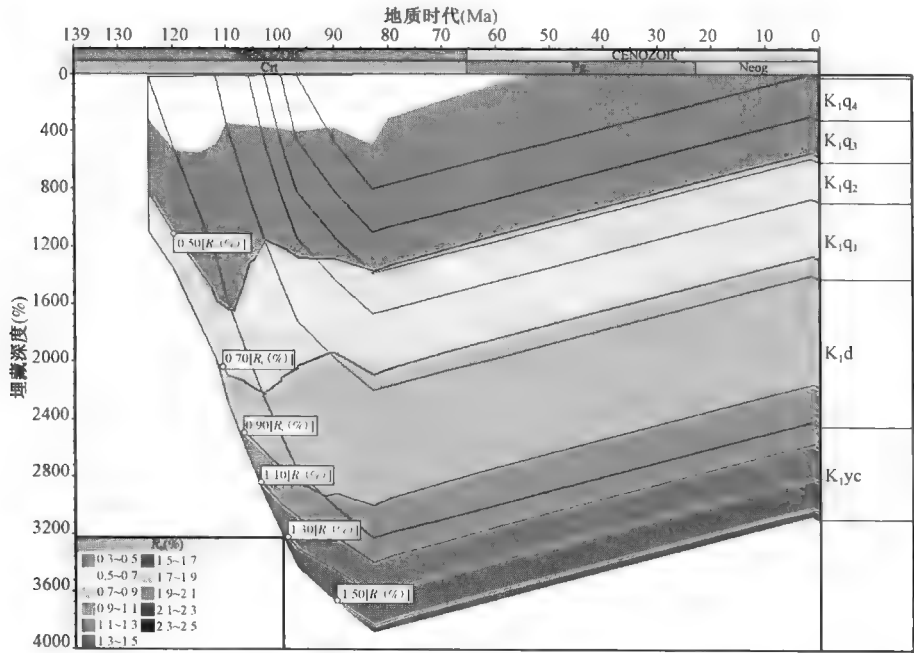 地质时代(Ma)
139 130 120 110 100 90 80 70 60 50 40 30 20 10 0
CENOZOIC
Crt Pg Neog
埋藏深度(%)
0
400
800
1200
1600
2000
2400
2800
3200
3600
4000
0.50[R (%)]
0.70[R (%)]
0.90[R (%)]
1.10[R (%)]
1.30[R (%)]
1.50[R (%)]
K₁q₄
K₁q₃
K₁q₂
K₁q₁
K₁d
K₁yc
R₀(%)
0.3~0.5 1.5~1.7
0.5~0.7 1.7~1.9
0.7~0.9 1.9~2.1
0.9~1.1 2.1~2.3
1.1~1.3 2.3~2.5
1.3~1.5